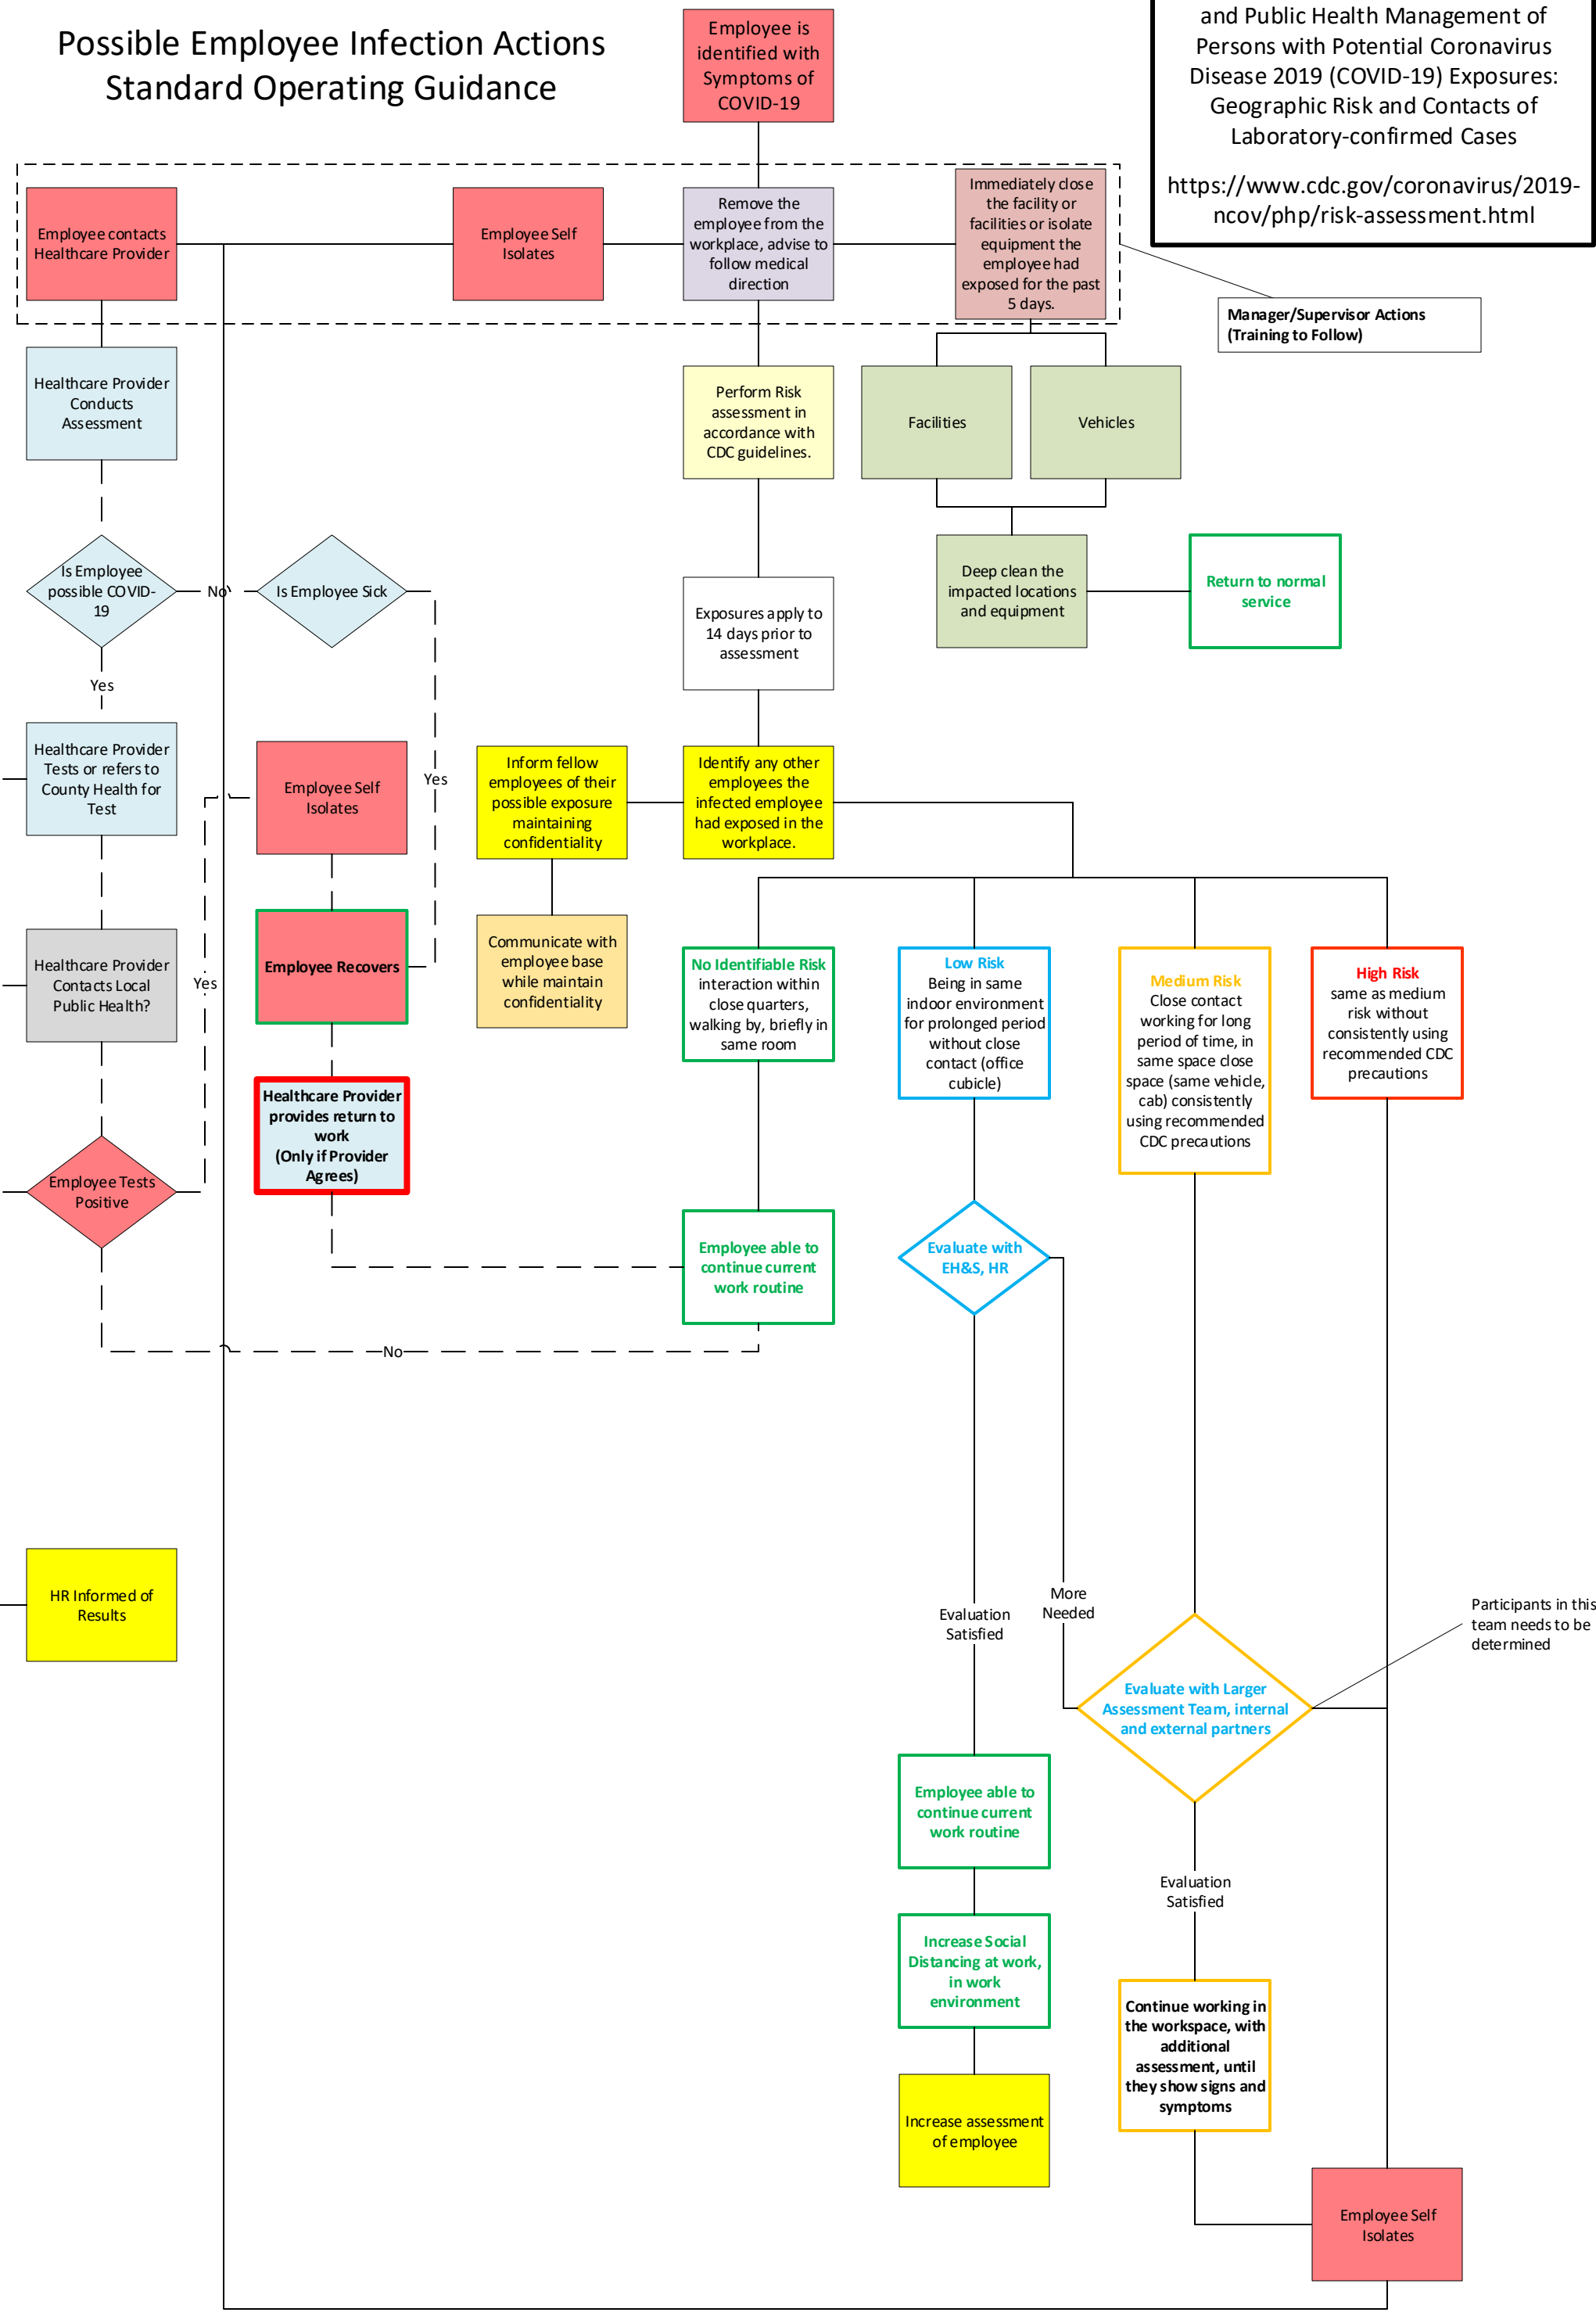 Possible Employee Infection Actions
Standard Operating Guidance
Employee is
identified with
Symptoms of
COVID-19
and Public Health Management of
Persons with Potential Coronavirus
Disease 2019 (COVID-19) Exposures:
Geographic Risk and Contacts of
Laboratory-confirmed Cases
https://www.cdc.gov/coronavirus/2019-
ncov/php/risk-assessment.html
Employee contacts
Healthcare Provider
Employee Self
Isolates
Remove the
employee from the
workplace, advise to
follow medical
direction
Immediately close
the facility or
facilities or isolate
equipment the
employee had
exposed for the past
5 days.
Manager/Supervisor Actions
(Training to Follow)
Healthcare Provider
Conducts
Assessment
Perform Risk
assessment in
accordance with
CDC guidelines.
Facilities
Vehicles
Is Employee
possible COVID-
19
No
Is Employee Sick
Exposures apply to
14 days prior to
assessment
Deep clean the
impacted locations
and equipment
Return to normal
service
Yes
Healthcare Provider
Tests or refers to
County Health for
Test
Employee Self
Isolates
Yes
Inform fellow
employees of their
possible exposure
maintaining
confidentiality
Identify any other
employees the
infected employee
had exposed in the
workplace.
Healthcare Provider
Contacts Local
Public Health?
Yes
Employee Recovers
Communicate with
employee base
while maintain
confidentiality
No Identifiable Risk
interaction within
close quarters,
walking by, briefly in
same room
Low Risk
Being in same
indoor environment
for prolonged period
without close
contact (office
cubicle)
Medium Risk
Close contact
working for long
period of time, in
same space close
space (same vehicle,
cab) consistently
using recommended
CDC precautions
High Risk
same as medium
risk without
consistently using
recommended CDC
precautions
Healthcare Provider
provides return to
work
(Only if Provider
Agrees)
Employee Tests
Positive
Employee able to
continue current
work routine
Evaluate with
EH&S, HR
No
HR Informed of
Results
Evaluation
Satisfied
More
Needed
Participants in this
team needs to be
determined
Evaluate with Larger
Assessment Team, internal
and external partners
Employee able to
continue current
work routine
Evaluation
Satisfied
Increase Social
Distancing at work,
in work
environment
Continue working in
the workspace, with
additional
assessment, until
they show signs and
symptoms
Increase assessment
of employee
Employee Self
Isolates